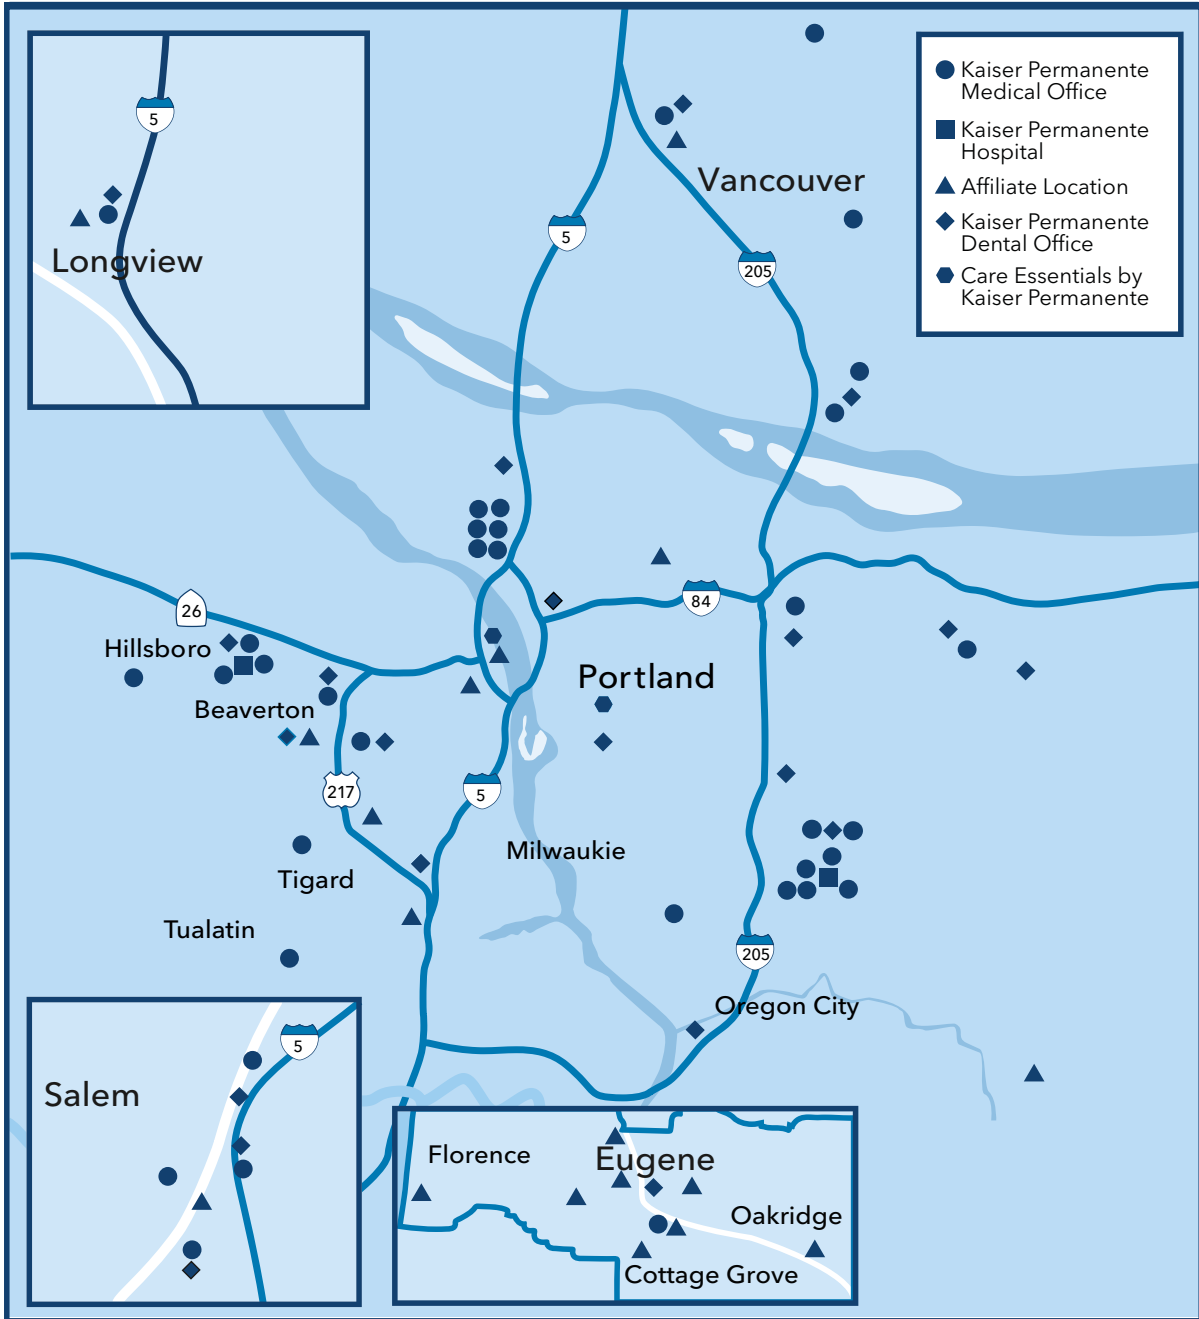 Kaiser Permanente
Medical Office
Kaiser Permanente
Hospital
Affiliate Location
Kaiser Permanente
Dental Office
Care Essentials by
Kaiser Permanente
5
Longview
Vancouver
5
205
26
84
Hillsboro
Portland
Beaverton
217
5
Milwaukie
Tigard
Tualatin
205
Oregon City
5
Salem
Florence
Eugene
Oakridge
Cottage Grove